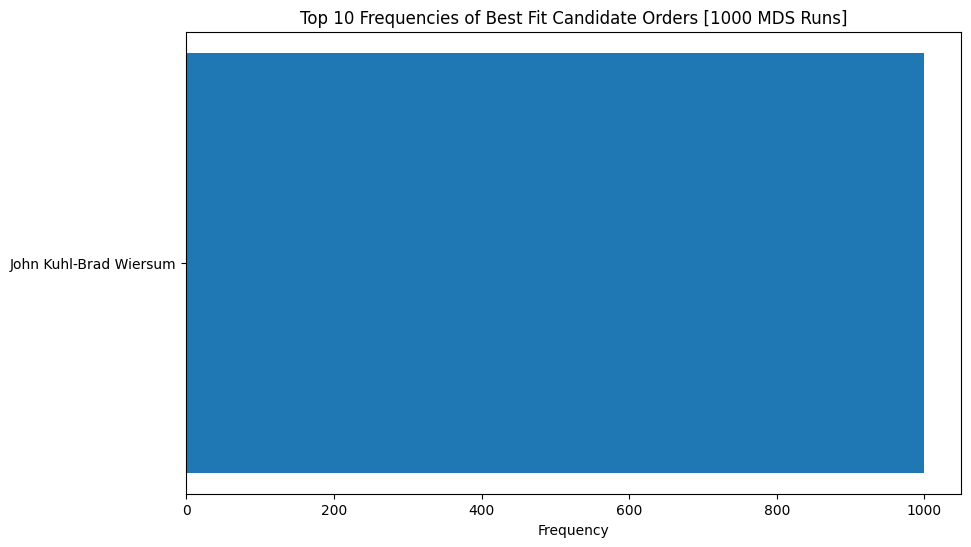 Top 10 Frequencies of Best Fit Candidate Orders [1000 MDS Runs]
John Kuhl-Brad Wiersum
0 200 400 600 800 1000
Frequency